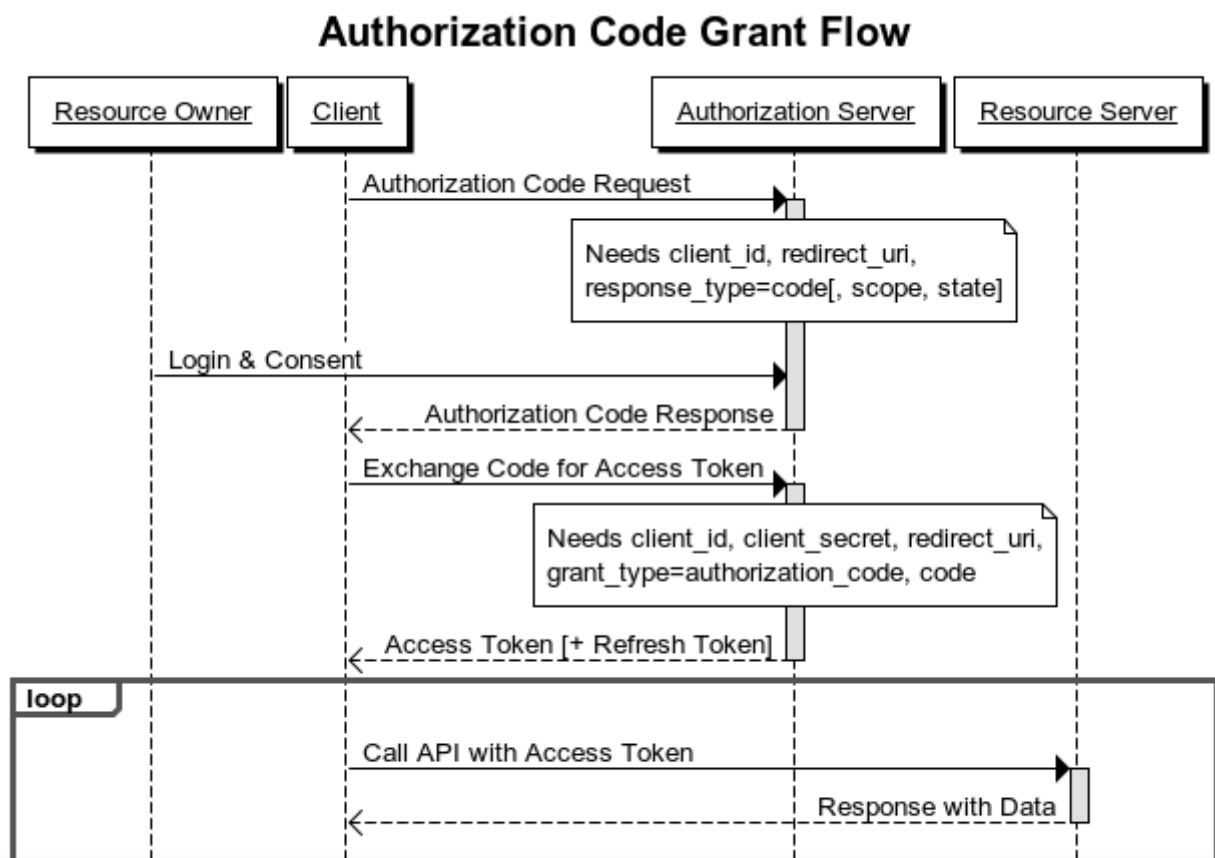 Authorization Code Grant Flow
Resource Owner
Client
Authorization Server
Resource Server
Authorization Code Request
Needs client_id, redirect_uri,
response_type=code[, scope, state]
Login & Consent
Authorization Code Response
Exchange Code for Access Token
Needs client_id, client_secret, redirect_uri,
grant_type=authorization_code, code
Access Token [+ Refresh Token]
loop
Call API with Access Token
Response with Data